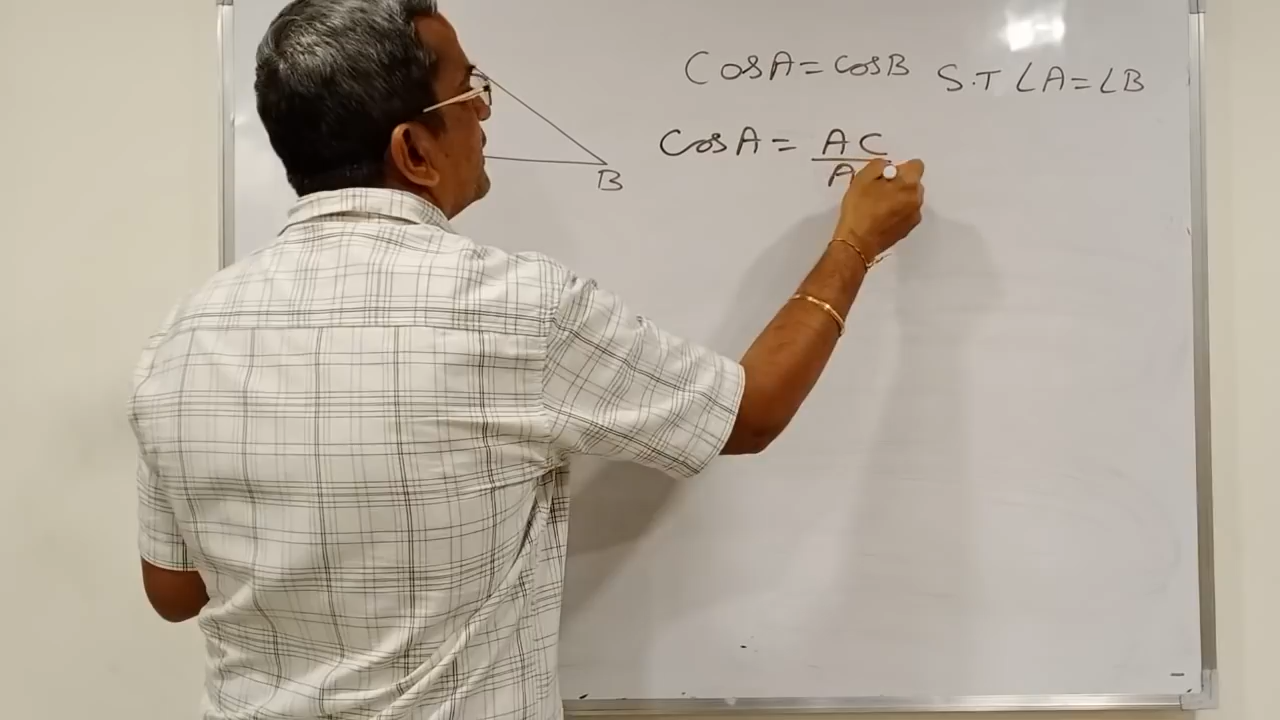 CosA = CosB S.T ∠A = ∠B
CosA = AC
A
B